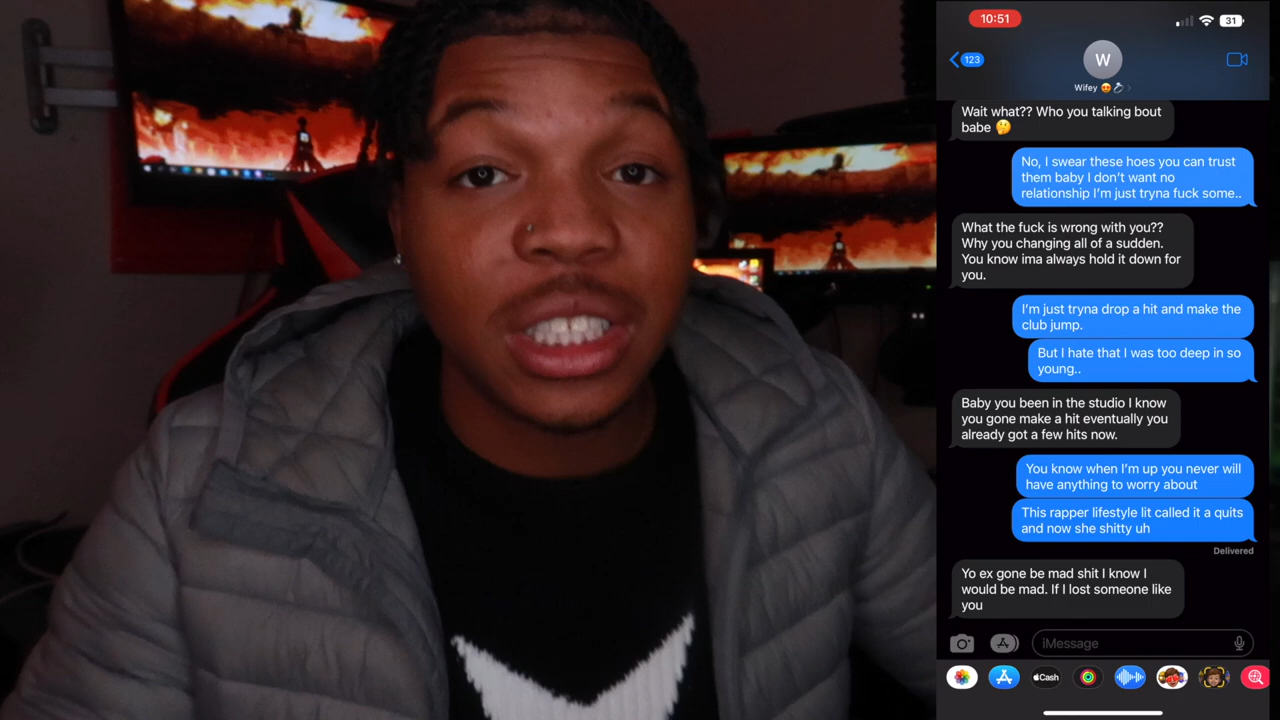 10:51
31
123
W
Wifey 😍💍
Wait what?? Who you talking bout
babe 🤔
No, I swear these hoes you can trust
them baby I don't want no
relationship I'm just tryna fuck some..
What the fuck is wrong with you??
Why you changing all of a sudden.
You know ima always hold it down for
you.
I'm just tryna drop a hit and make the
club jump.
But I hate that I was too deep in so
young..
Baby you been in the studio I know
you gone make a hit eventually you
already got a few hits now.
You know when I'm up you never will
have anything to worry about
This rapper lifestyle lit called it a quits
and now she shitty uh
Delivered
Yo ex gone be mad shit I know I
would be mad. If I lost someone like
you
iMessage
Cash